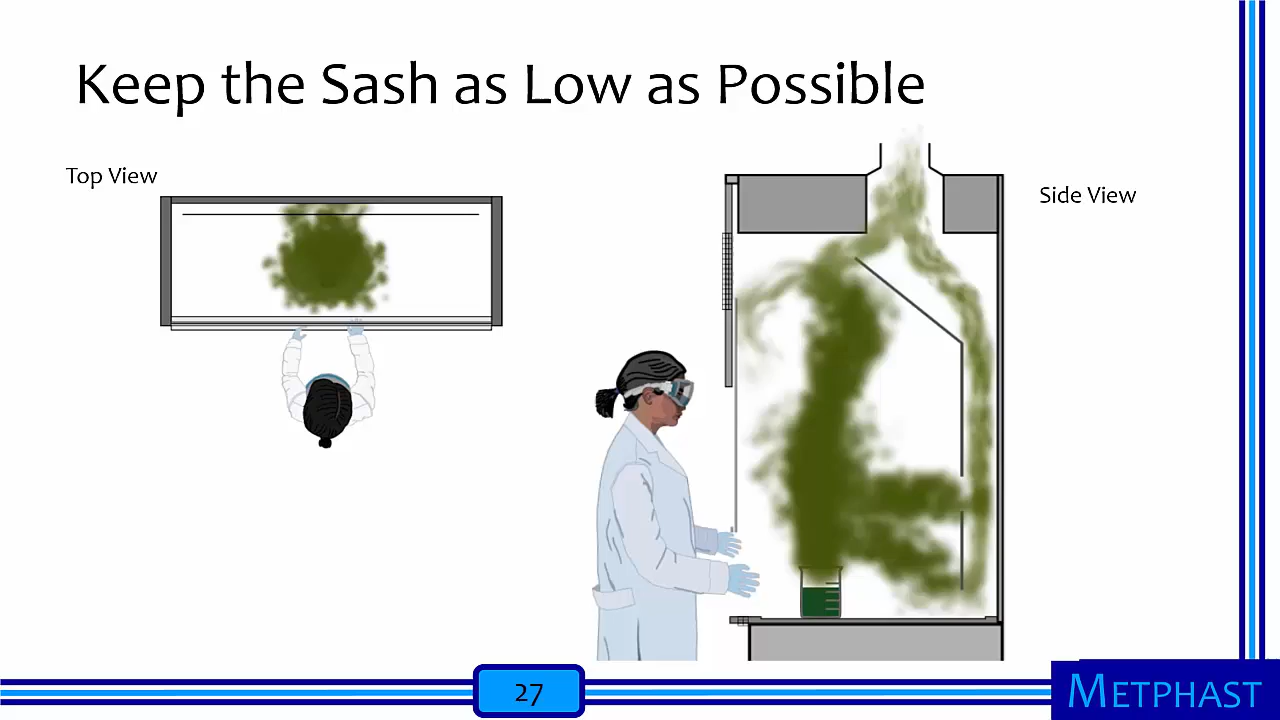 Keep the Sash as Low as Possible
Top View
Side View
27
METPHAST